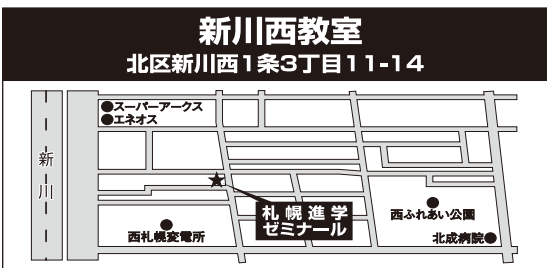 新川西教室
北区新川西1条3丁目11-14
●スーパーアークス
●エネオス
新川
★
札幌進学
ゼミナール
西ふれあい公園
西札幌変電所
北成病院●